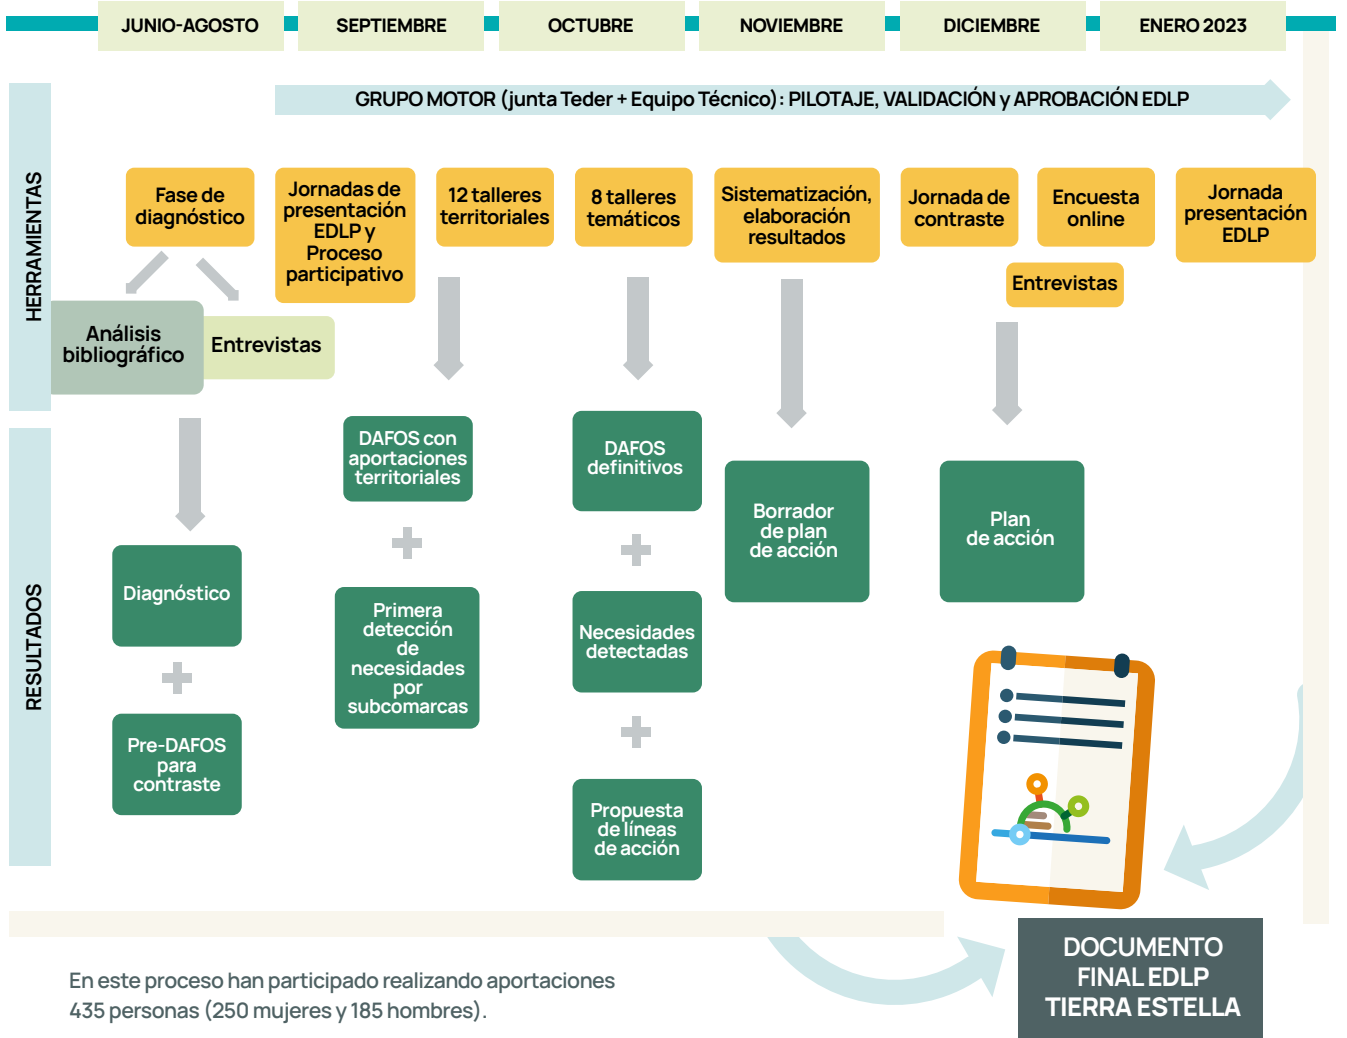 JUNIO-AGOSTO
SEPTIEMBRE
OCTUBRE
NOVIEMBRE
DICIEMBRE
ENERO 2023
GRUPO MOTOR (junta Teder + Equipo Técnico): PILOTAJE, VALIDACIÓN y APROBACIÓN EDLP
HERRAMIENTAS
Fase de
diagnóstico
Jornadas de
presentación
EDLP y
Proceso
participativo
12 talleres
territoriales
8 talleres
temáticos
Sistematización,
elaboración
resultados
Jornada de
contraste
Encuesta
online
Jornada
presentación
EDLP
Entrevistas
Análisis
bibliográfico
Entrevistas
RESULTADOS
Diagnóstico
Pre-DAFOS
para
contraste
DAFOS con
aportaciones
territoriales
Primera
detección
de
necesidades
por
subcomarcas
DAFOS
definitivos
Necesidades
detectadas
Propuesta
de líneas
de acción
Borrador
de plan
de acción
Plan
de acción
DOCUMENTO
FINAL EDLP
TIERRA ESTELLA
En este proceso han participado realizando aportaciones
435 personas (250 mujeres y 185 hombres).